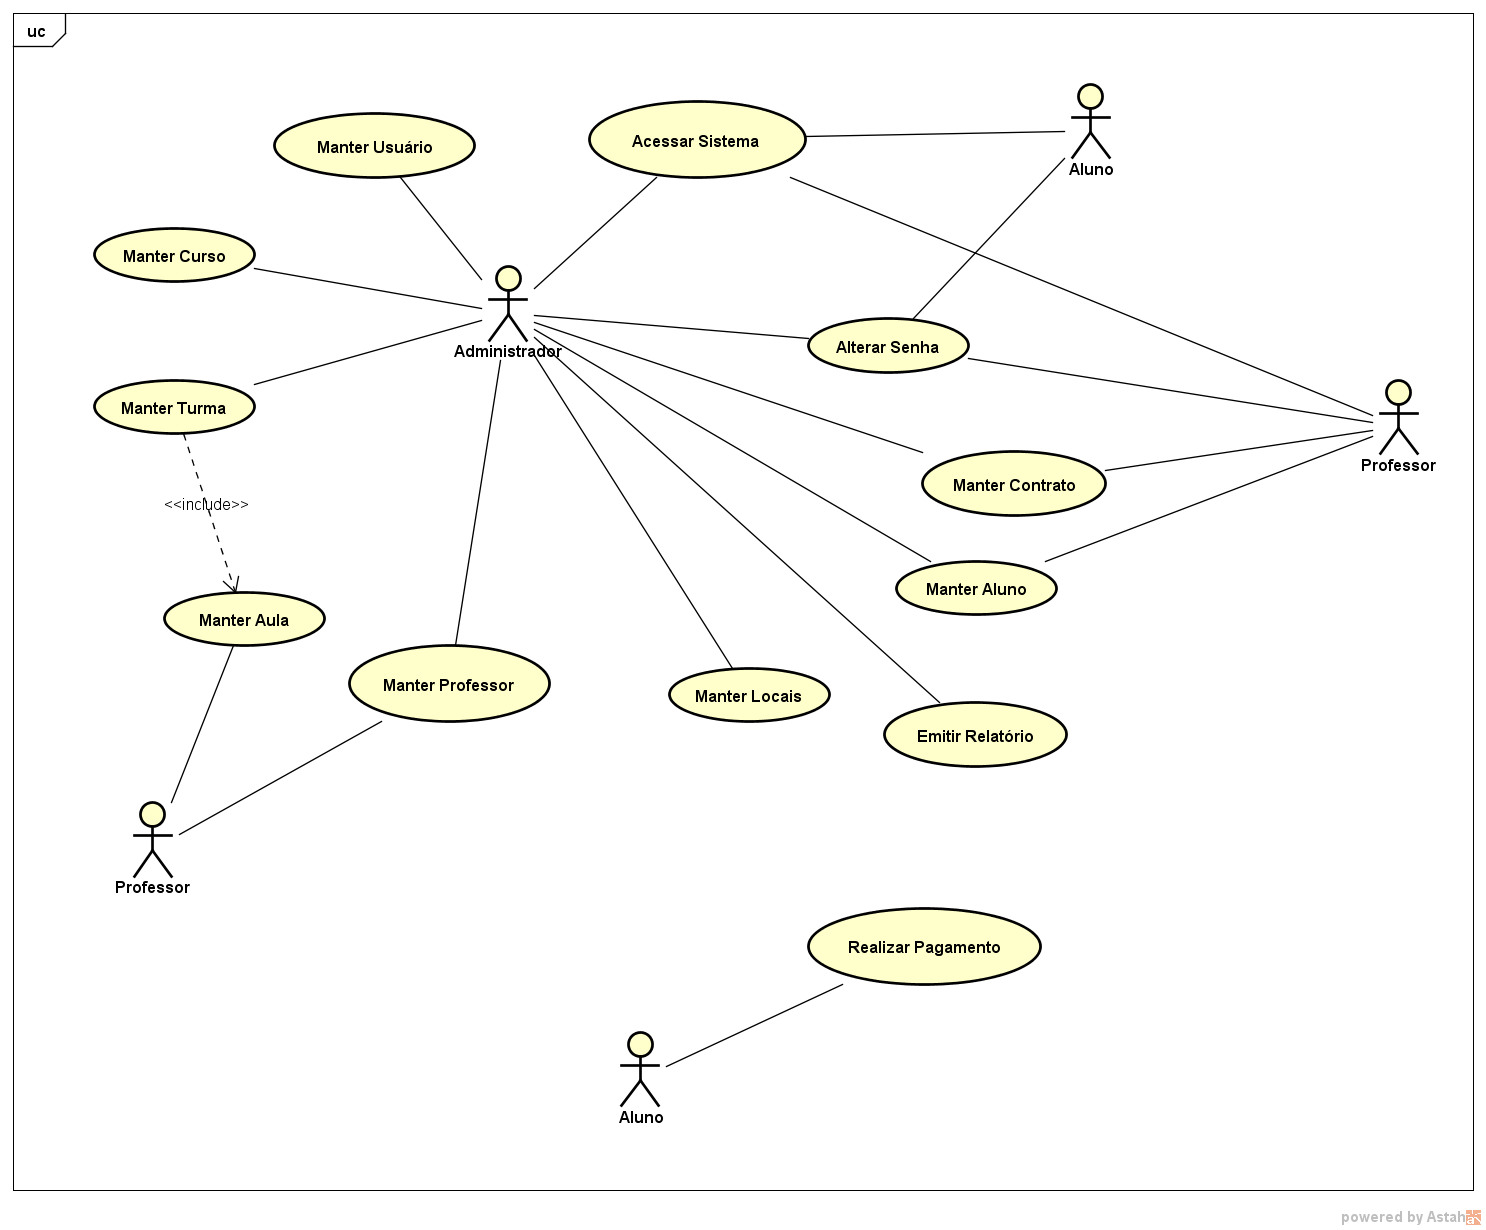 uc
Aluno
Manter Usuário
Acessar Sistema
Manter Curso
Administrador
Alterar Senha
Manter Turma
Professor
Manter Contrato
<<include>>
Manter Aluno
Manter Aula
Manter Professor
Manter Locais
Emitir Relatório
Professor
Realizar Pagamento
Aluno
powered by Astah